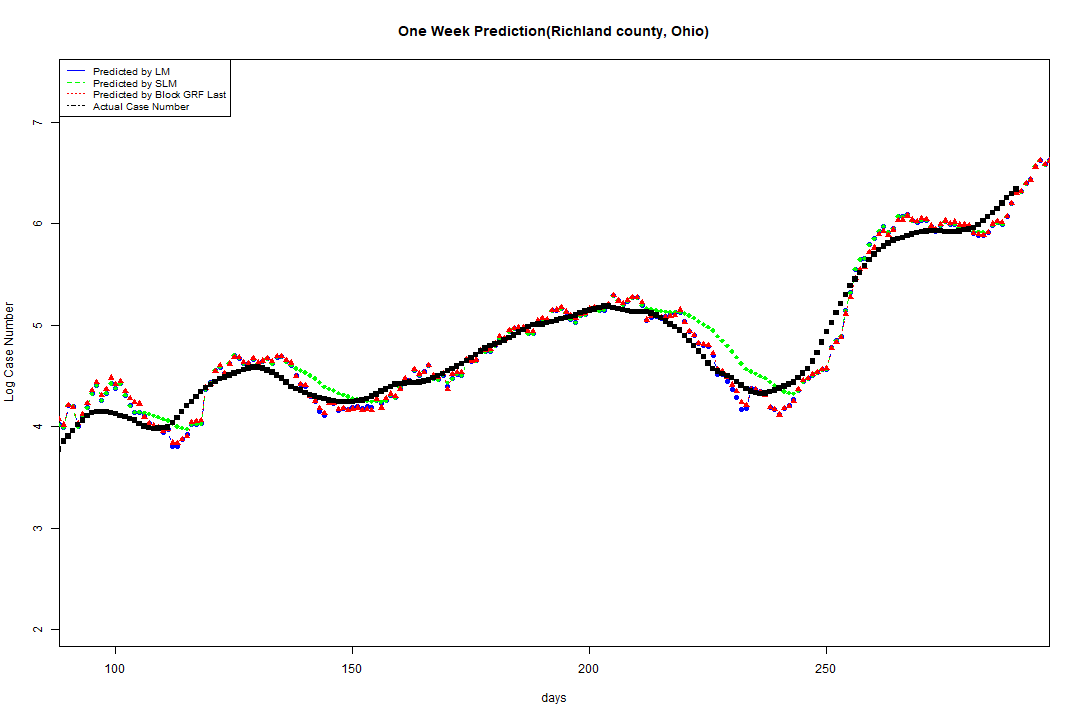 One Week Prediction(Richland county, Ohio)
Predicted by LM
Predicted by SLM
Predicted by Block GRF Last
Actual Case Number
7
6
5
4
3
2
Log Case Number
100 150 200 250
days